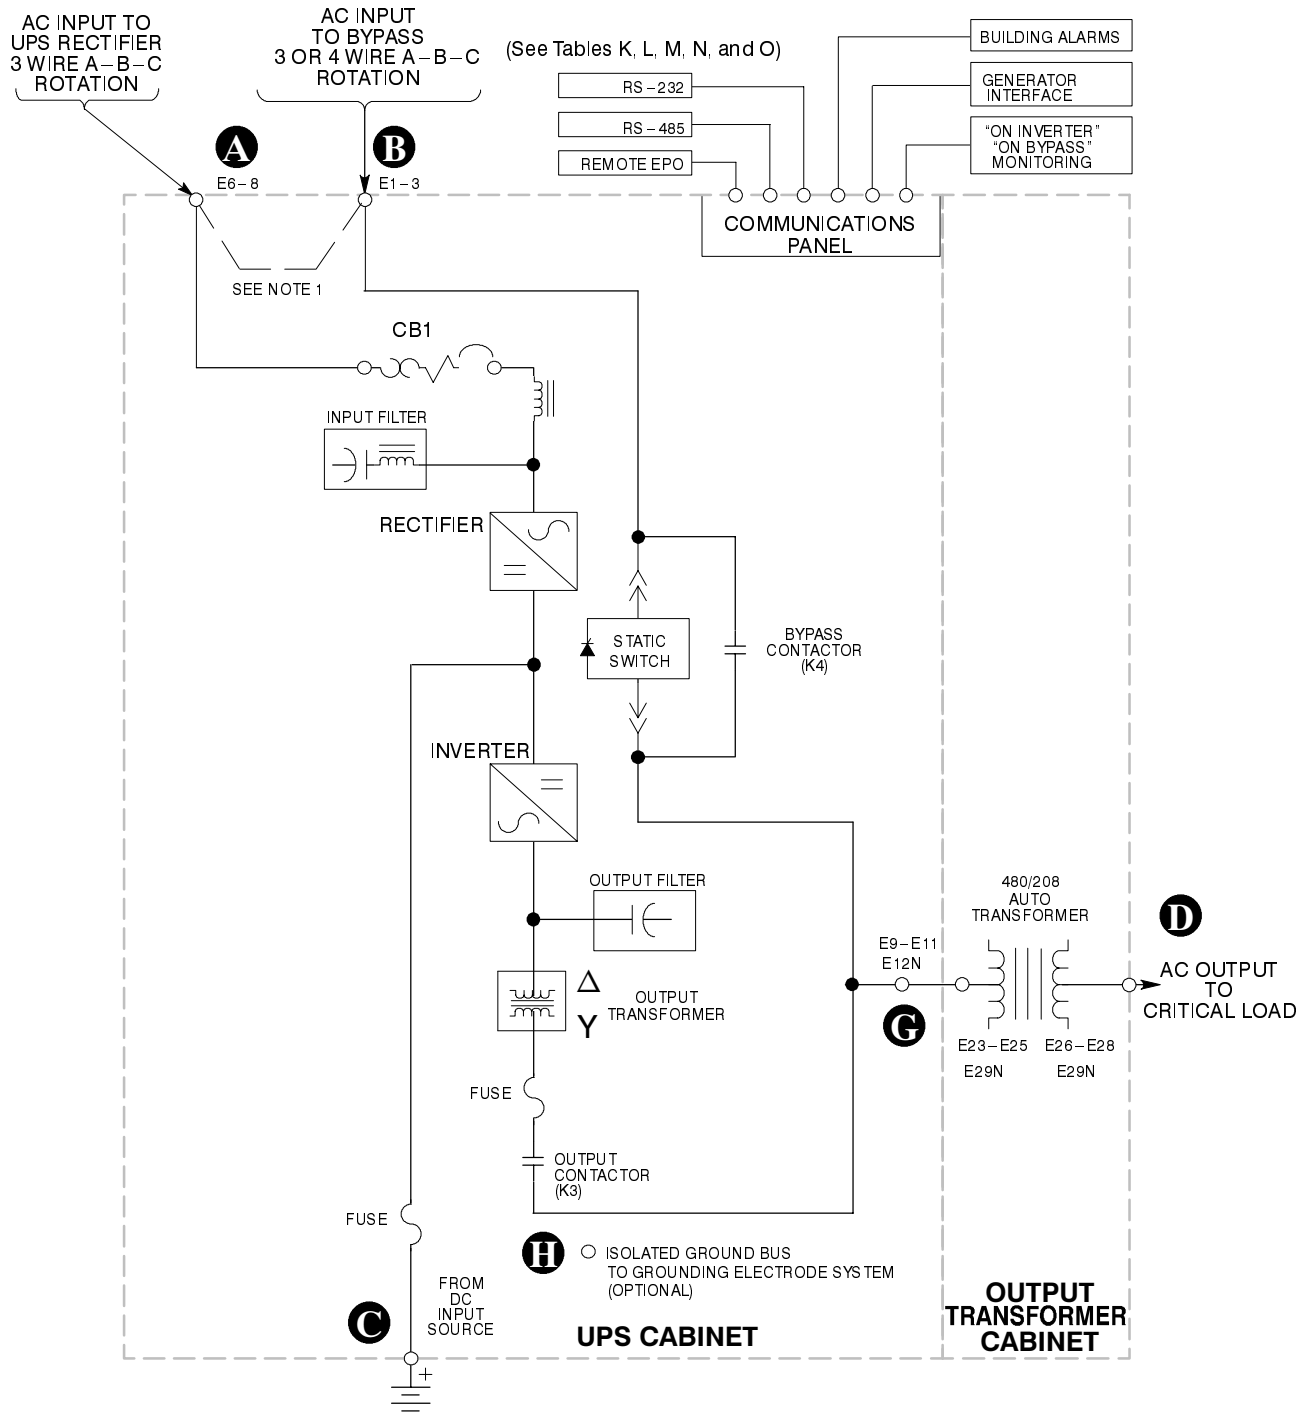 AC INPUT TO
UPS RECTIFIER
3 WIRE A–B–C
ROTATION
AC INPUT
TO BYPASS
3 OR 4 WIRE A–B–C
ROTATION
(See Tables K, L, M, N, and O)
RS–232
RS–485
REMOTE EPO
BUILDING ALARMS
GENERATOR
INTERFACE
“ON INVERTER”
“ON BYPASS”
MONITORING
A
E6–8
B
E1–3
COMMUNICATIONS
PANEL
SEE NOTE 1
CB1
INPUT FILTER
RECTIFIER
STATIC
SWITCH
BYPASS
CONTACTOR
(K4)
INVERTER
OUTPUT FILTER
480/208
AUTO
TRANSFORMER
D
AC OUTPUT
TO
CRITICAL LOAD
E9–E11
E12N
G
Δ
Y
OUTPUT
TRANSFORMER
E23–E25
E29N
E26–E28
E29N
FUSE
OUTPUT
CONTACTOR
(K3)
FUSE
H
ISOLATED GROUND BUS
TO GROUNDING ELECTRODE SYSTEM
(OPTIONAL)
C
FROM
DC
INPUT
SOURCE
+
UPS CABINET
OUTPUT
TRANSFORMER
CABINET